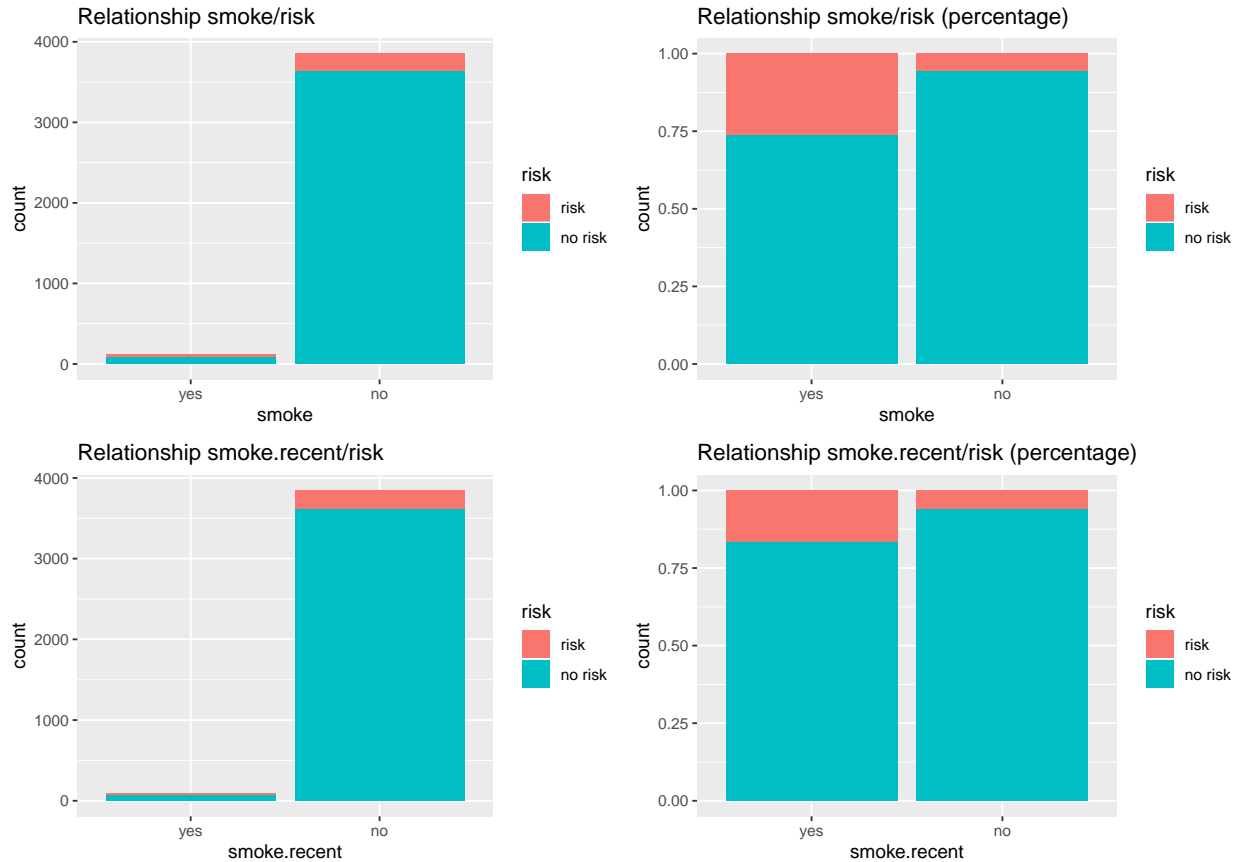 Relationship smoke/risk
4000
3000
2000
1000
0
count
yes
no
smoke
risk
risk
no risk
Relationship smoke/risk (percentage)
1.00
0.75
0.50
0.25
0.00
count
yes
no
smoke
risk
risk
no risk
Relationship smoke.recent/risk
4000
3000
2000
1000
0
count
yes
no
smoke.recent
risk
risk
no risk
Relationship smoke.recent/risk (percentage)
1.00
0.75
0.50
0.25
0.00
count
yes
no
smoke.recent
risk
risk
no risk